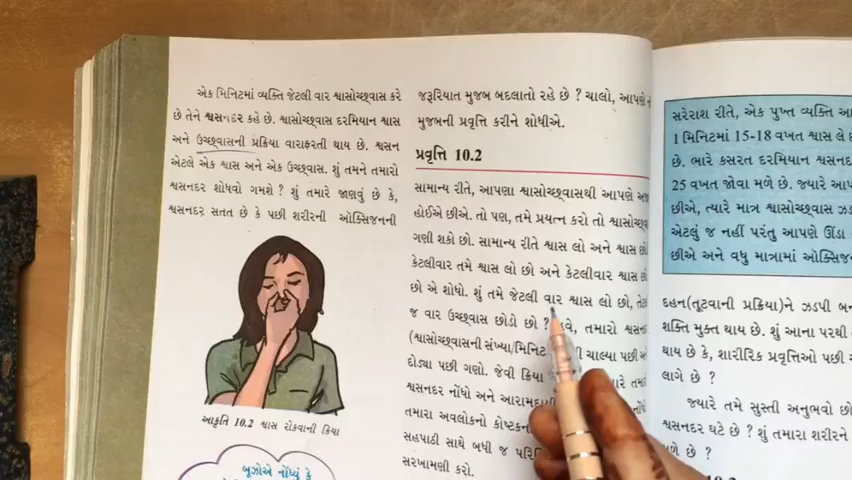 એક મિનિટમાં વ્યક્તિ જેટલી વાર શ્વાસોચ્છ્વાસ કરે
છે તેને શ્વસનદર કહે છે. શ્વાસોચ્છ્વાસ દરમિયાન શ્વાસ
અને ઉચ્છ્વાસની પ્રક્રિયા વારાફરતી થાય છે. શ્વસન
એટલે એક શ્વાસ અને એક ઉચ્છ્વાસ. શું તમને તમારો
શ્વસનદર શોધવો ગમશે ? શું તમારે જાણવું છે કે,
શ્વસનદર સતત છે કે પછી શરીરની ઑક્સિજનની
આકૃતિ 10.2 શ્વાસ રોકવાની ક્રિયા
બૂઝોએ નોંધ્યું કે
જરૂરિયાત મુજબ બદલાતો રહે છે ? ચાલો, આપણે
મુજબની પ્રવૃત્તિ કરીને શોધીએ.
પ્રવૃત્તિ 10.2
સામાન્ય રીતે, આપણા શ્વાસોચ્છ્વાસથી આપણે
હોઈએ છીએ. તો પણ, તમે પ્રયત્ન કરો તો
ગણી શકો છો. સામાન્ય રીતે શ્વાસ લો અને શ્વાસ
કેટલીવાર તમે શ્વાસ લો છો અને કેટલીવાર શ્વાસ
છો એ શોધો. શું તમે જેટલી વાર શ્વાસ લો છો,
જ વાર ઉચ્છ્વાસ છોડો છો ? તમારો
(શ્વાસોચ્છ્વાસની સંખ્યા/મિનિટ ચાલ્યા પછી
દોડ્યા પછી ગણો. જેવી ક્રિયા
શ્વસનદર નોંધો અને
તમારા અવલોકનો
સહપાઠી સાથે બધી જ
સરખામણી કરો.
સરેરાશ રીતે, એક પુખ્ત વ્યક્તિ
1 મિનિટમાં 15-18 વખત શ્વાસ લે
છે. ભારે કસરત દરમિયાન
25 વખત જોવા મળે છે. જ્યારે
છીએ, ત્યારે માત્ર શ્વાસોચ્છ્વાસ
એટલું જ નહીં પરંતુ આપણે ઊંડા
છીએ અને વધુ માત્રામાં
દહન(તૂટવાની પ્રક્રિયા)ને ઝડપી
શક્તિ મુક્ત થાય છે. શું આના પરથી
થાય છે કે, શારીરિક પ્રવૃત્તિઓ પછી
લાગે છે ?
જ્યારે તમે સુસ્તી અનુભવો
શ્વસનદર ઘટે છે ? શું તમારા શરીરને
છે ?